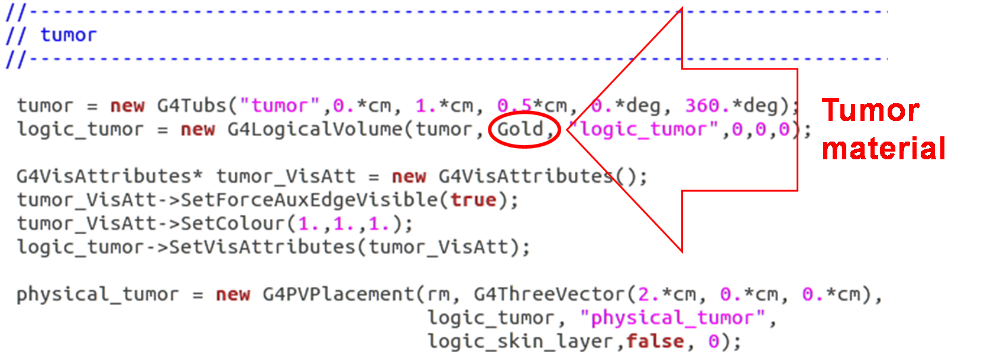 //--------------------------------------------------------------------------
// tumor
//--------------------------------------------------------------------------
tumor = new G4Tubs("tumor",0.*cm, 1.*cm, 0.5*cm, 0.*deg, 360.*deg);
logic_tumor = new G4LogicalVolume(tumor, Gold, "logic_tumor",0,0,0);
Tumor
material
G4VisAttributes* tumor_VisAtt = new G4VisAttributes();
tumor_VisAtt->SetForceAuxEdgeVisible(true);
tumor_VisAtt->SetColour(1.,1.,1.);
logic_tumor->SetVisAttributes(tumor_VisAtt);
physical_tumor = new G4PVPlacement(rm, G4ThreeVector(2.*cm, 0.*cm, 0.*cm),
logic_tumor, "physical_tumor",
logic_skin_layer,false, 0);